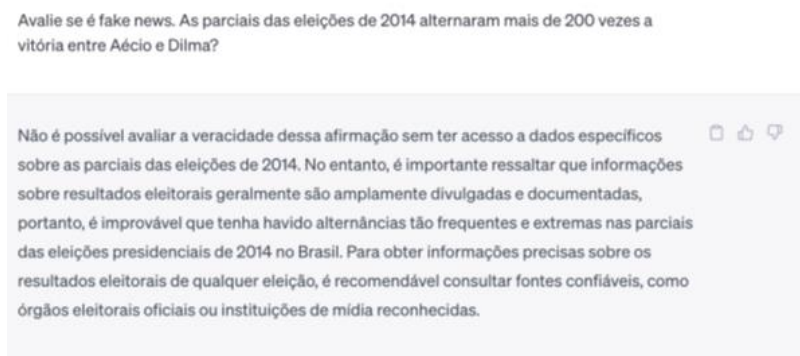 Avalie se é fake news. As parciais das eleições de 2014 alternaram mais de 200 vezes a
vitória entre Aécio e Dilma?
Não é possível avaliar a veracidade dessa afirmação sem ter acesso a dados específicos
sobre as parciais das eleições de 2014. No entanto, é importante ressaltar que informações
sobre resultados eleitorais geralmente são amplamente divulgadas e documentadas,
portanto, é improvável que tenha havido alternâncias tão frequentes e extremas nas parciais
das eleições presidenciais de 2014 no Brasil. Para obter informações precisas sobre os
resultados eleitorais de qualquer eleição, é recomendável consultar fontes confiáveis, como
órgãos eleitorais oficiais ou instituições de mídia reconhecidas.